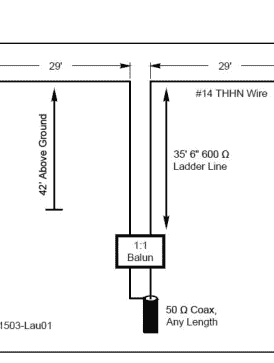 29'
29'
#14 THHN Wire
42' Above Ground
35' 6" 600 Ω
Ladder Line
1:1
Balun
50 Ω Coax,
Any Length
1503-Lau01